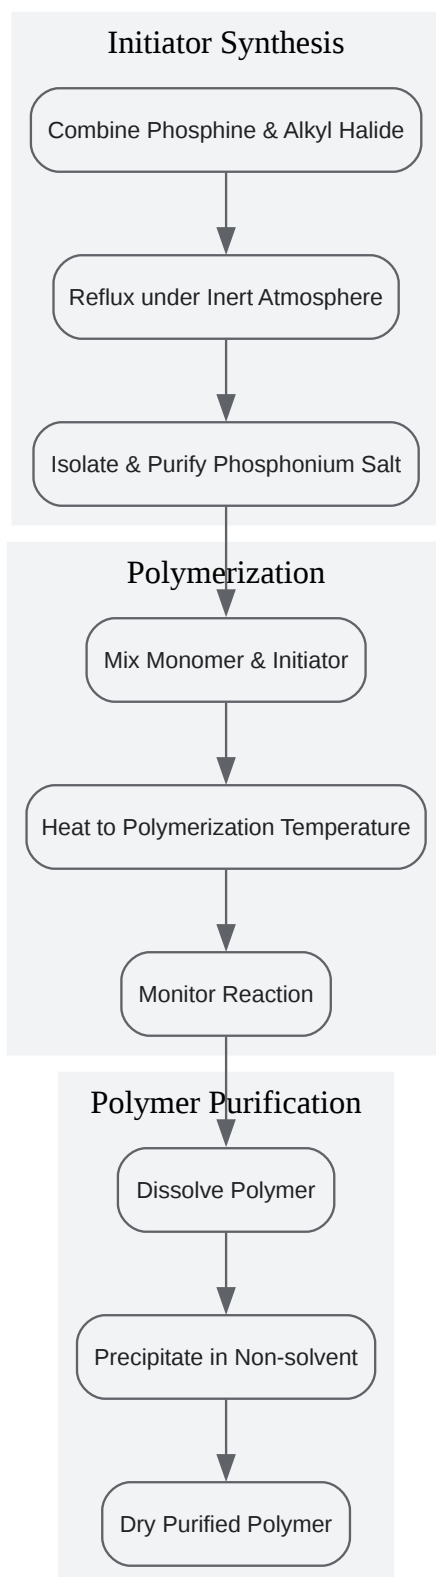 Initiator Synthesis
Combine Phosphine & Alkyl Halide
Reflux under Inert Atmosphere
Isolate & Purify Phosphonium Salt
Polymerization
Mix Monomer & Initiator
Heat to Polymerization Temperature
Monitor Reaction
Polymer Purification
Dissolve Polymer
Precipitate in Non-solvent
Dry Purified Polymer